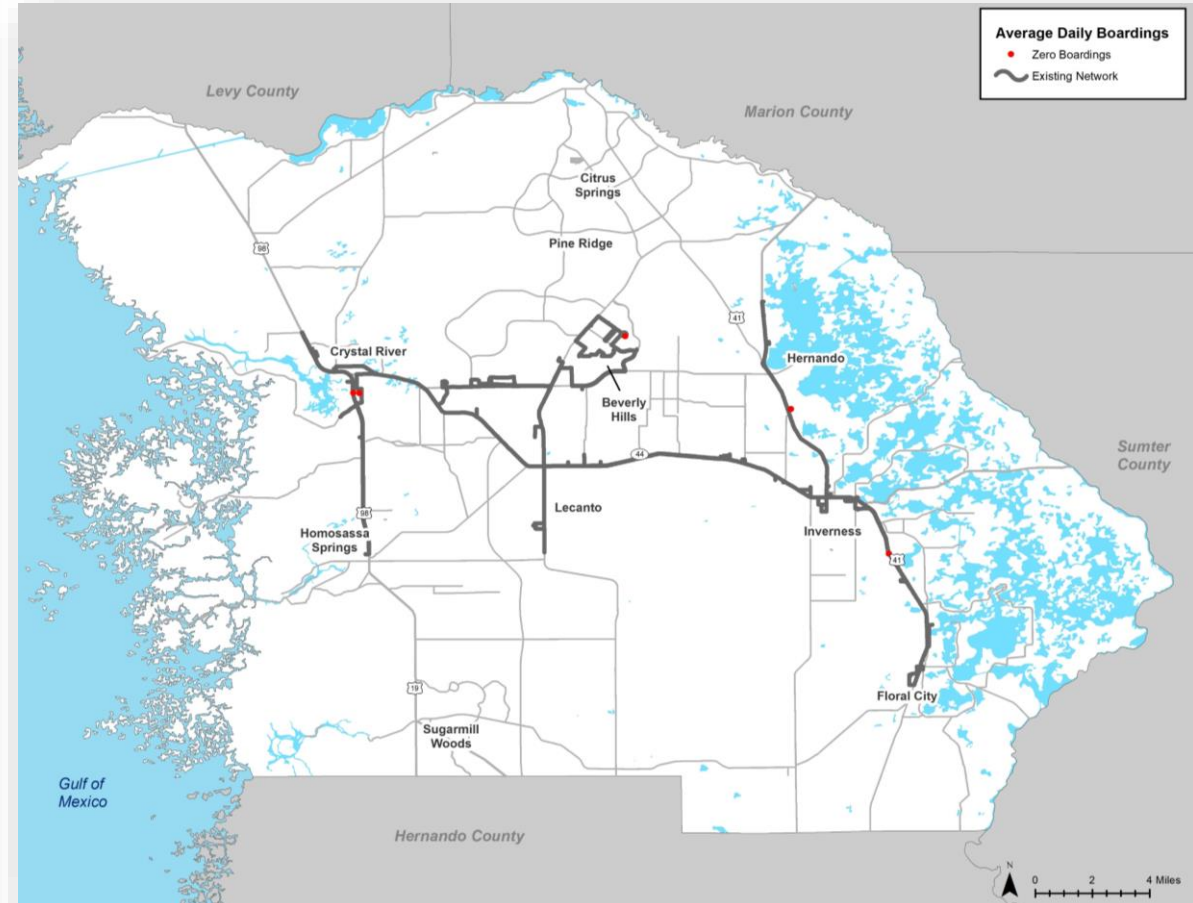 Average Daily Boardings
Zero Boardings
Existing Network
Levy County
Marion County
Citrus
Springs
Pine Ridge
98
41
Crystal River
Hernando
Beverly
Hills
Sumter
County
44
Lecanto
98
Homosassa
Springs
Inverness
41
19
Floral City
Sugarmill
Woods
Gulf of
Mexico
Hernando County
N
0 2 4 Miles